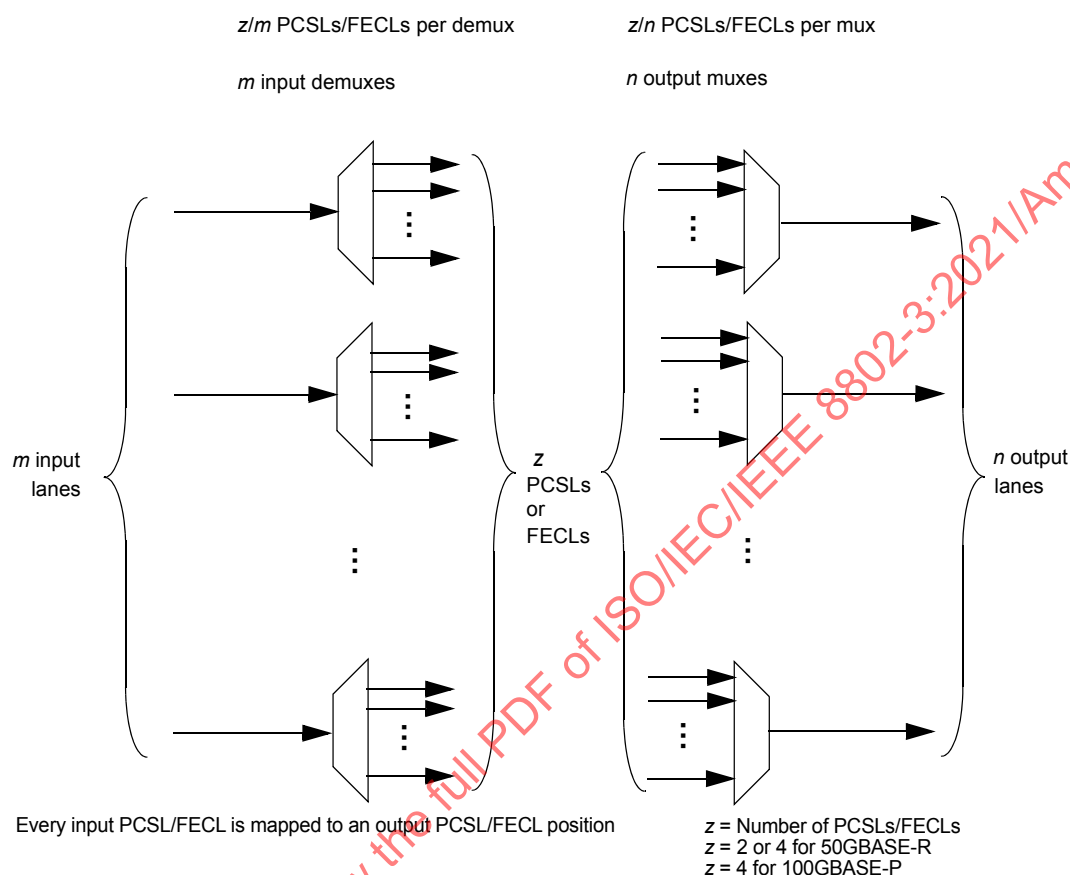 z/m PCSLs/FECLs per demux
z/n PCSLs/FECLs per mux
m input demuxes
n output muxes
m input
lanes
z
PCSLs
or
FECLs
n output
lanes
Every input PCSL/FECL is mapped to an output PCSL/FECL position
z = Number of PCSLs/FECLs
z = 2 or 4 for 50GBASE-R
z = 4 for 100GBASE-P
the full PDF of ISO/IEC/IEEE 8802-3:2021/Am